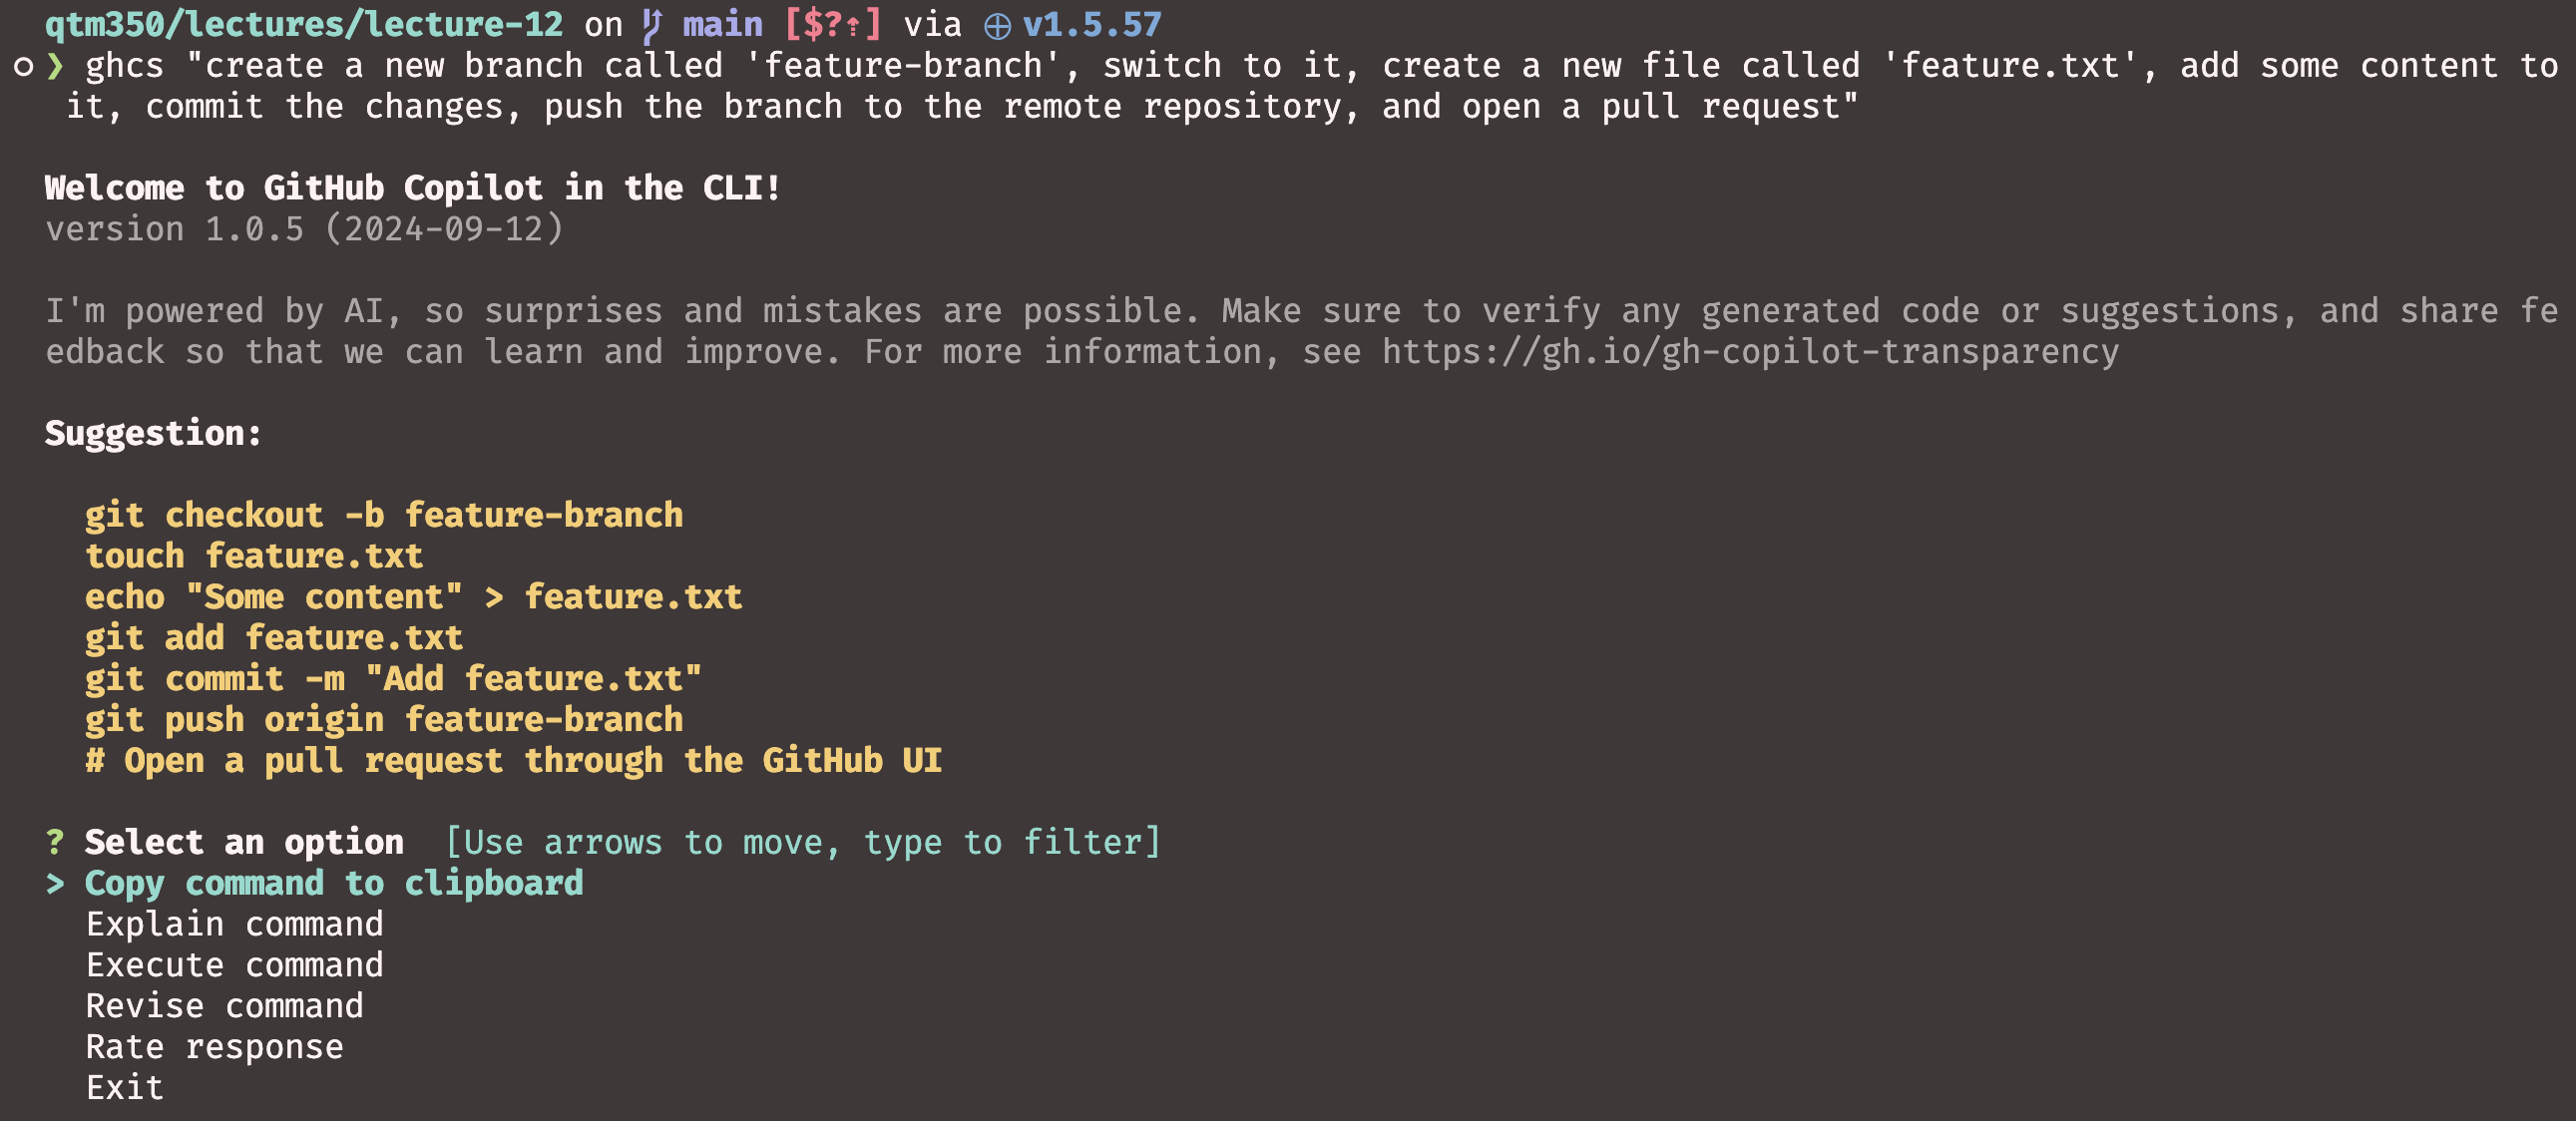 qtm350/lectures/lecture-12 on main [$?⇡] via v1.5.57
❯ ghcs "create a new branch called 'feature-branch', switch to it, create a new file called 'feature.txt', add some content to
it, commit the changes, push the branch to the remote repository, and open a pull request"
Welcome to GitHub Copilot in the CLI!
version 1.0.5 (2024-09-12)
I'm powered by AI, so surprises and mistakes are possible. Make sure to verify any generated code or suggestions, and share fe
edback so that we can learn and improve. For more information, see https://gh.io/gh-copilot-transparency
Suggestion:
git checkout -b feature-branch
touch feature.txt
echo "Some content" > feature.txt
git add feature.txt
git commit -m "Add feature.txt"
git push origin feature-branch
# Open a pull request through the GitHub UI
? Select an option [Use arrows to move, type to filter]
> Copy command to clipboard
Explain command
Execute command
Revise command
Rate response
Exit